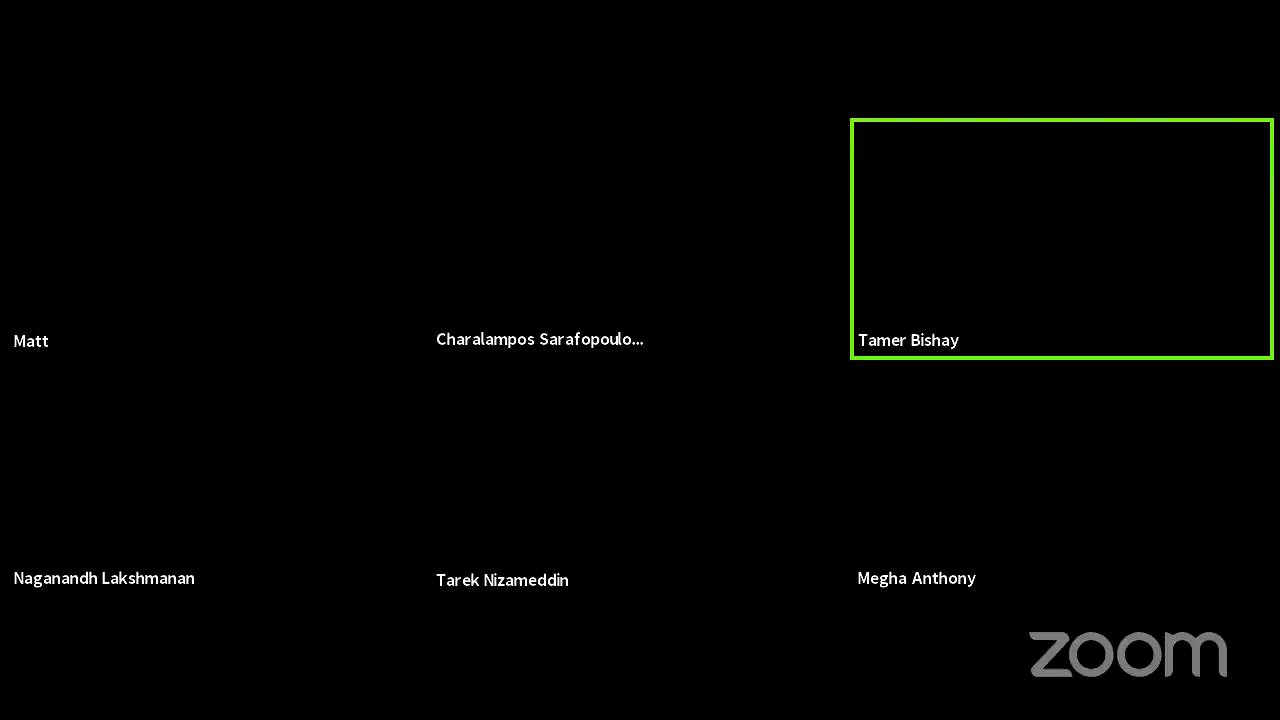 Matt
Charalampos Sarafopoulo...
Tamer Bishay
Naganandh Lakshmanan
Tarek Nizameddin
Megha Anthony
zoom